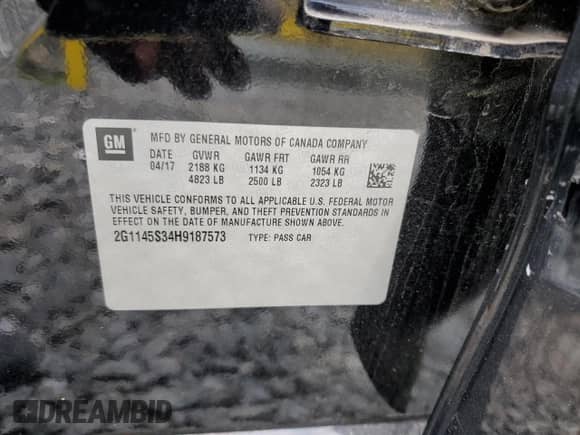 GM
MFD BY GENERAL MOTORS OF CANADA COMPANY
DATE GVWR GAWR FRT GAWR RR
04/17 2188 KG 1134 KG 1054 KG
4823 LB 2500 LB 2323 LB
THIS VEHICLE CONFORMS TO ALL APPLICABLE U.S. FEDERAL MOTOR
VEHICLE SAFETY, BUMPER, AND THEFT PREVENTION STANDARDS IN
EFFECT ON THE DATE OF MANUFACTURE SHOWN ABOVE.
2G1145S34H9187573 TYPE: PASS CAR
DREAMBID